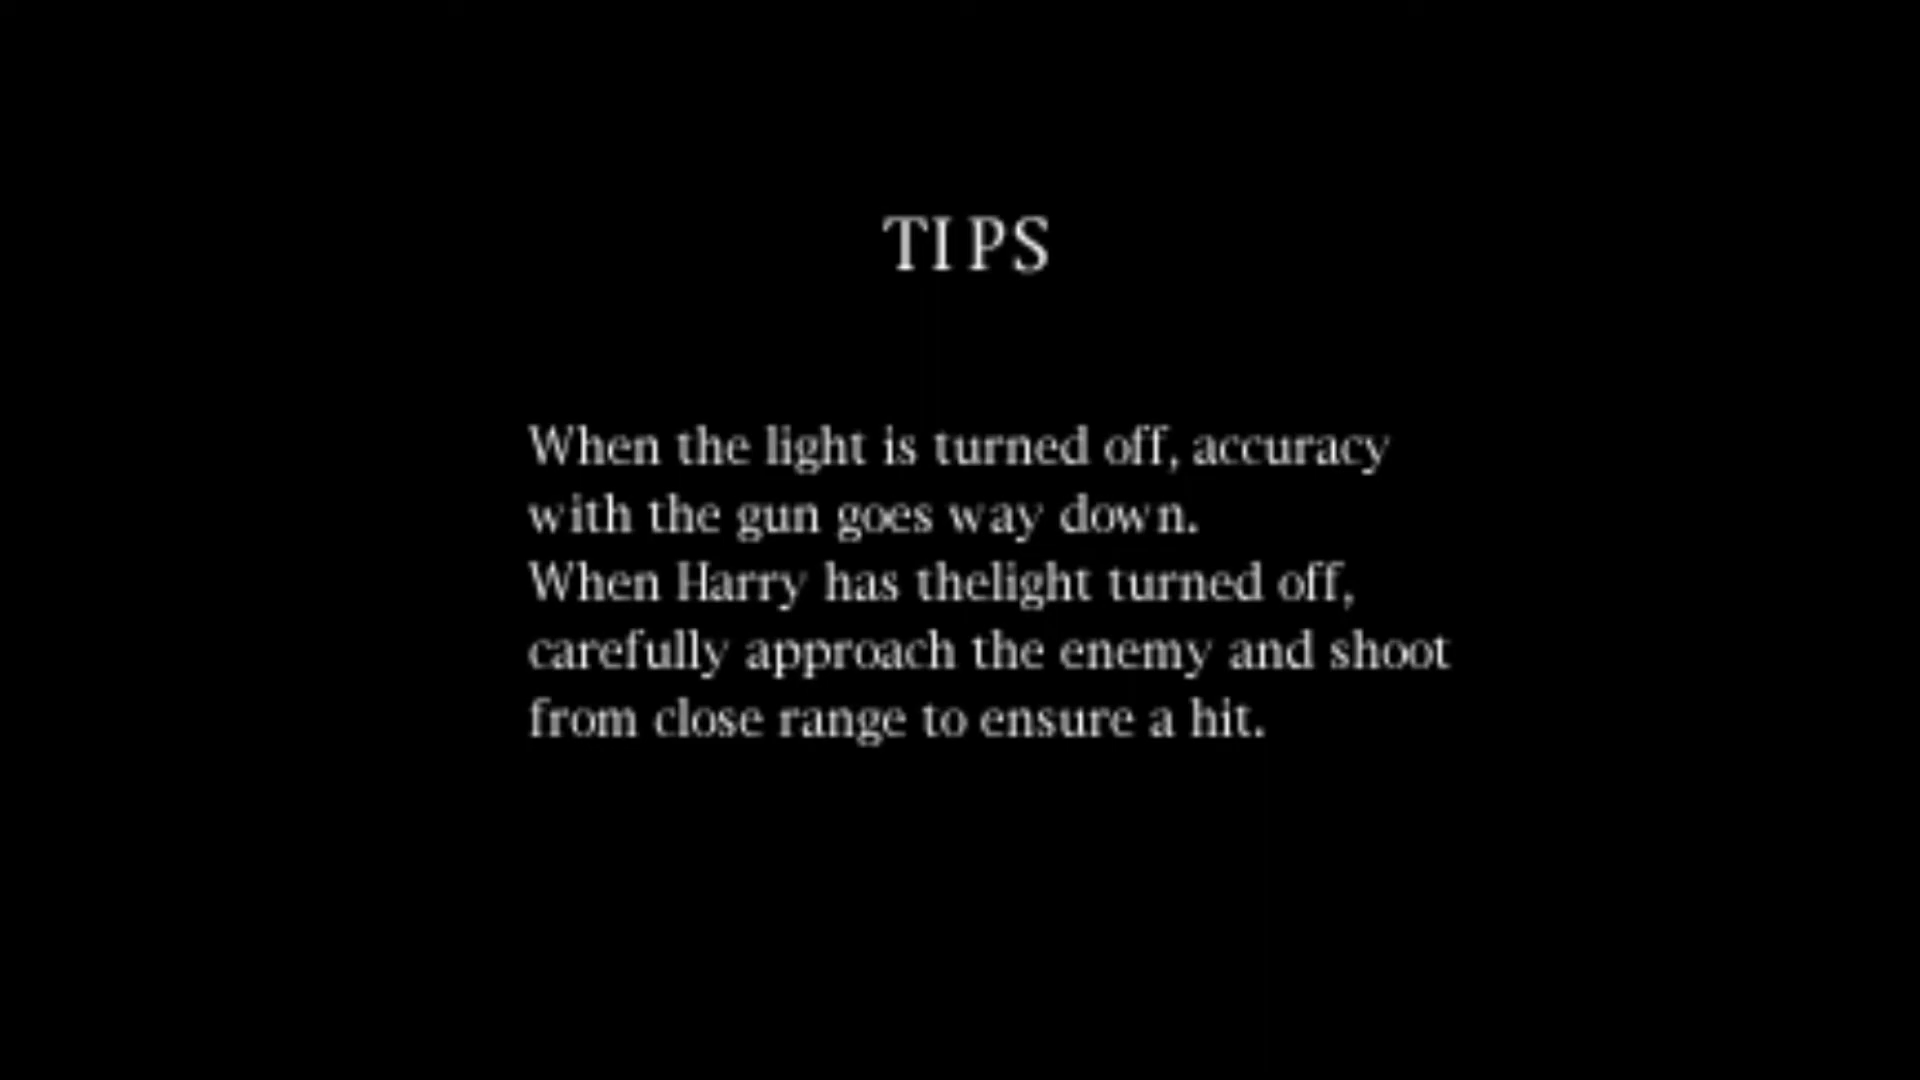 TIPS
When the light is turned off, accuracy
with the gun goes way down.
When Harry has thelight turned off,
carefully approach the enemy and shoot
from close range to ensure a hit.